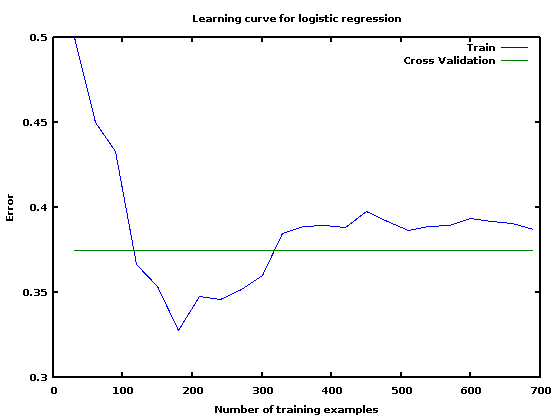 Learning curve for logistic regression
0.5
Train
Cross Validation
0.45
0.4
Error
0.35
0.3
0 100 200 300 400 500 600 700
Number of training examples